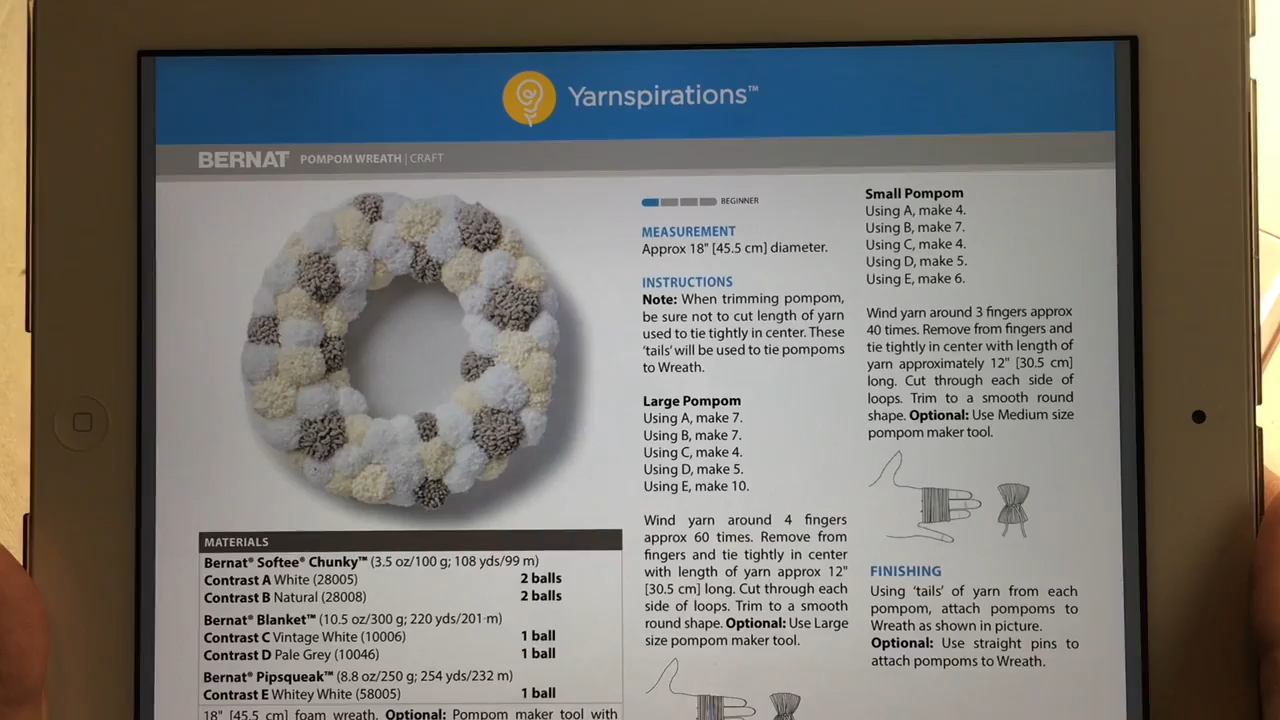 Yarnspirations™
BERNAT POMPOM WREATH | CRAFT
BEGINNER
MEASUREMENT
Approx 18" [45.5 cm] diameter.
INSTRUCTIONS
Note: When trimming pompom,
be sure not to cut length of yarn
used to tie tightly in center. These
‘tails’ will be used to tie pompoms
to Wreath.
Large Pompom
Using A, make 7.
Using B, make 7.
Using C, make 4.
Using D, make 5.
Using E, make 10.
Wind yarn around 4 fingers
approx 60 times. Remove from
fingers and tie tightly in center
with length of yarn approx 12"
[30.5 cm] long. Cut through each
side of loops. Trim to a smooth
round shape. Optional: Use Large
size pompom maker tool.
Small Pompom
Using A, make 4.
Using B, make 7.
Using C, make 4.
Using D, make 5.
Using E, make 6.
Wind yarn around 3 fingers approx
40 times. Remove from fingers and
tie tightly in center with length of
yarn approximately 12" [30.5 cm]
long. Cut through each side of
loops. Trim to a smooth round
shape. Optional: Use Medium size
pompom maker tool.
FINISHING
Using ‘tails’ of yarn from each
pompom, attach pompoms to
Wreath as shown in picture.
Optional: Use straight pins to
attach pompoms to Wreath.
MATERIALS
Bernat® Softee® Chunky™ (3.5 oz/100 g; 108 yds/99 m)
Contrast A White (28005) 2 balls
Contrast B Natural (28008) 2 balls
Bernat® Blanket™ (10.5 oz/300 g; 220 yds/201 m)
Contrast C Vintage White (10006) 1 ball
Contrast D Pale Grey (10046) 1 ball
Bernat® Pipsqueak™ (8.8 oz/250 g; 254 yds/232 m)
Contrast E Whitey White (58005) 1 ball
18" [45.5 cm] foam wreath. Optional: Pompom maker tool with